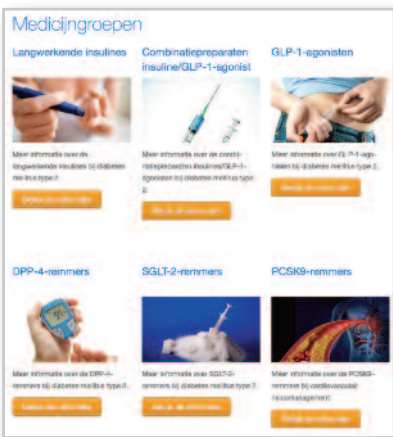 Medicijngroepen
Langwerkende insulines
Combinatiepreparaten
insuline/GLP-1-agonist
GLP-1-agonisten
Meer informatie over de
langwerkende insulines bij diabetes
mellitus type 2
Meer informatie over de combi-
natiepreparaten insulines/GLP-1-
agonisten bij diabetes mellitus type
2.
Meer informatie over GLP-1-ago-
nisten bij diabetes mellitus type 2.
DPP-4-remmers
SGLT-2-remmers
PCSK9-remmers
Meer informatie over de DPP-4-
remmers bij diabetes mellitus type 2.
Meer informatie over SGLT-2-
remmers bij diabetes mellitus type 2.
Meer informatie over de PCSK9-
remmers bij cardiovasculair
risicomanagement